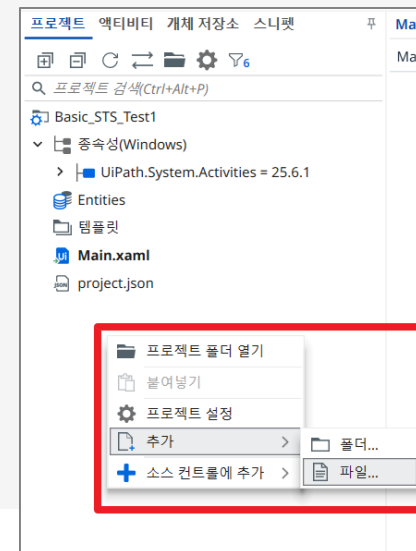 프로젝트 액티비티 개체 저장소 스니펫 Ma
6 Ma
프로젝트 검색(Ctrl+Alt+P)
Basic_STS_Test1
종속성(Windows)
UiPath.System.Activities = 25.6.1
Entities
템플릿
Ui Main.xaml
JSON project.json
프로젝트 폴더 열기
붙여넣기
프로젝트 설정
추가
폴더...
소스 컨트롤에 추가
파일...